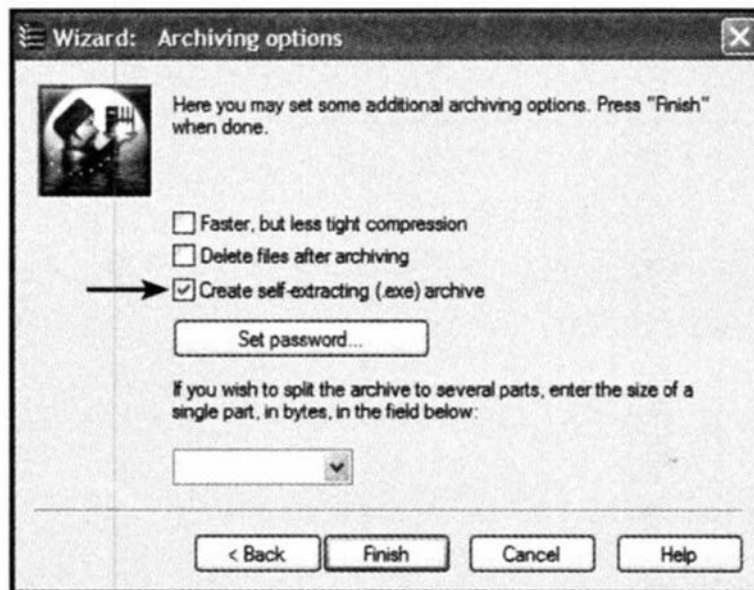 Wizard: Archiving options
Here you may set some additional archiving options. Press "Finish"
when done.
Faster, but less tight compression
Delete files after archiving
Create self-extracting (.exe) archive
Set password...
If you wish to split the archive to several parts, enter the size of a
single part, in bytes, in the field below:
< Back Finish Cancel Help